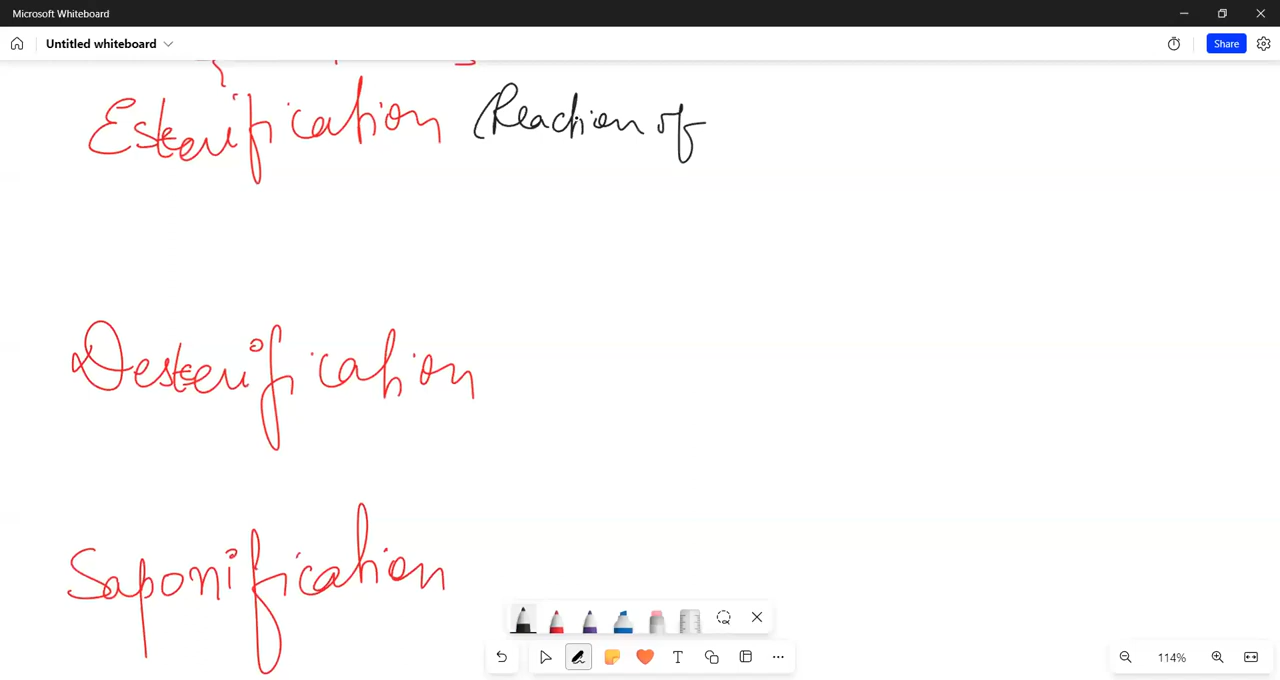 Microsoft Whiteboard
Untitled whiteboard
Share
Esterification (Reaction of
Desterification
Saponification
T
114%